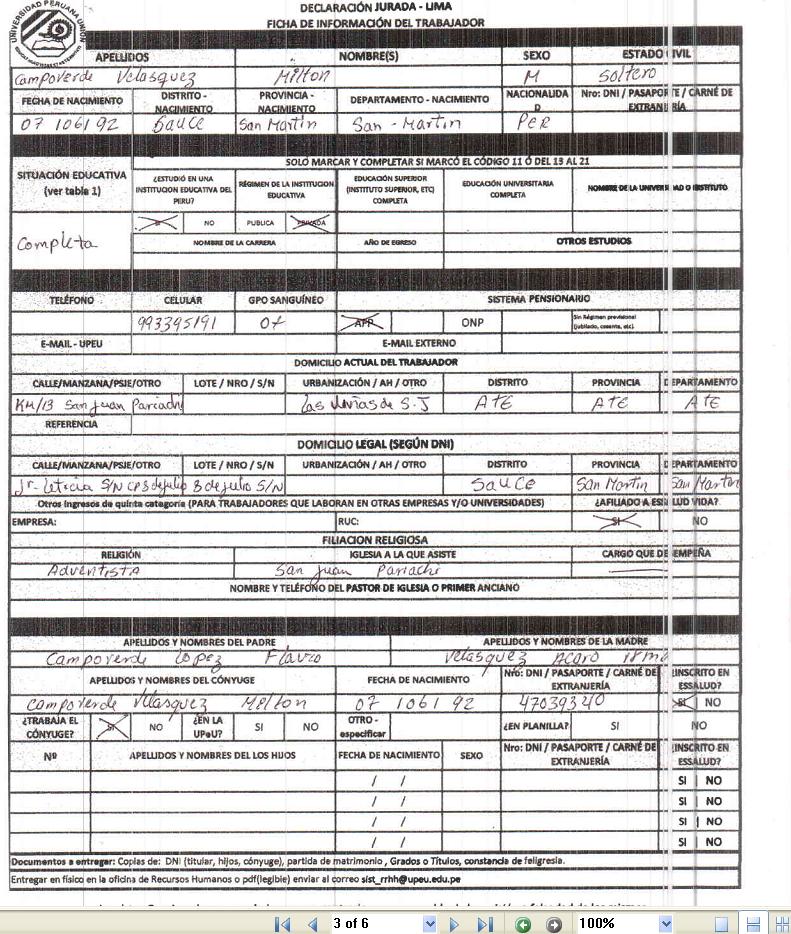 UNIVERSIDAD PERUANA UNION
DECLARACIÓN JURADA - LIMA
FICHA DE INFORMACIÓN DEL TRABAJADOR
APELLIDOS NOMBRE(S) SEXO ESTADO CIVIL
Campoverde Velasquez Milton M Soltero
FECHA DE NACIMIENTO DISTRITO - NACIMIENTO PROVINCIA - NACIMIENTO DEPARTAMENTO - NACIMIENTO NACIONALIDAD Nro: DNI / PASAPORTE / CARNÉ DE EXTRANJERÍA
07 106192 Sauce San Martin San - Martin PER
SOLO MARCAR Y COMPLETAR SI MARCÓ EL CÓDIGO 11 Ó DEL 13 AL 21
SITUACIÓN EDUCATIVA (ver tabla 1) ¿ESTUDIÓ EN UNA INSTITUCION EDUCATIVA DEL PERU? RÉGIMEN DE LA INSTITUCION EDUCATIVA EDUCACIÓN SUPERIOR (INSTITUTO SUPERIOR, ETC) COMPLETA EDUCACIÓN UNIVERSITARIA COMPLETA NOMBRE DE LA UNIVERSIDAD O INSTITUTO
SI NO PUBLICA PRIVADA
Completa NOMBRE DE LA CARRERA AÑO DE EGRESO OTROS ESTUDIOS
TELÉFONO CELULAR GPO SANGUÍNEO SISTEMA PENSIONARIO
993395191 O+ AFP ONP Sin Régimen previsional (jubilado, cesante, etc)
E-MAIL - UPEU E-MAIL EXTERNO
DOMICILIO ACTUAL DEL TRABAJADOR
CALLE/MANZANA/PSJE/OTRO LOTE / NRO / S/N URBANIZACIÓN / AH / OTRO DISTRITO PROVINCIA DEPARTAMENTO
KM/13 San Juan Pariachi Las Viñas de S.J ATE ATE ATE
REFERENCIA
DOMICILIO LEGAL (SEGÚN DNI)
CALLE/MANZANA/PSJE/OTRO LOTE / NRO / S/N URBANIZACIÓN / AH / OTRO DISTRITO PROVINCIA DEPARTAMENTO
Jr. Leticia S/N CP 3 de julio 3 de julio S/N Sauce San Martin San Martin
Otros ingresos de quinta categoría (PARA TRABAJADORES QUE LABORAN EN OTRAS EMPRESAS Y/O UNIVERSIDADES) ¿AFILIADO A ESSALUD VIDA?
EMPRESA: RUC: SI NO
FILIACION RELIGIOSA
RELIGIÓN IGLESIA A LA QUE ASISTE CARGO QUE DESEMPEÑA
Adventista San Juan Pariachi
NOMBRE Y TELÉFONO DEL PASTOR DE IGLESIA O PRIMER ANCIANO
APELLIDOS Y NOMBRES DEL PADRE APELLIDOS Y NOMBRES DE LA MADRE
Campoverde Lopez Flavio Velasquez Acaro Irma
APELLIDOS Y NOMBRES DEL CÓNYUGE FECHA DE NACIMIENTO Nro: DNI / PASAPORTE / CARNÉ DE EXTRANJERÍA ¿INSCRITO EN ESSALUD?
Campoverde Velasquez Milton 07 106192 47039340 SI NO
¿TRABAJA EL CÓNYUGE? SI NO ¿EN LA UPeU? SI NO OTRO - especificar ¿EN PLANILLA? SI NO
Nº APELLIDOS Y NOMBRES DE LOS HIJOS FECHA DE NACIMIENTO SEXO Nro: DNI / PASAPORTE / CARNÉ DE EXTRANJERÍA ¿INSCRITO EN ESSALUD?
/ / SI NO
/ / SI NO
/ / SI NO
/ / SI NO
Documentos a entregar: Copias de: DNI (titular, hijos, cónyuge), partida de matrimonio , Grados o Títulos, constancia de feligresia.
Entregar en físico en la oficina de Recursos Humanos o pdf(legible) enviar al correo sist_rrhh@upeu.edu.pe
3 of 6 100%